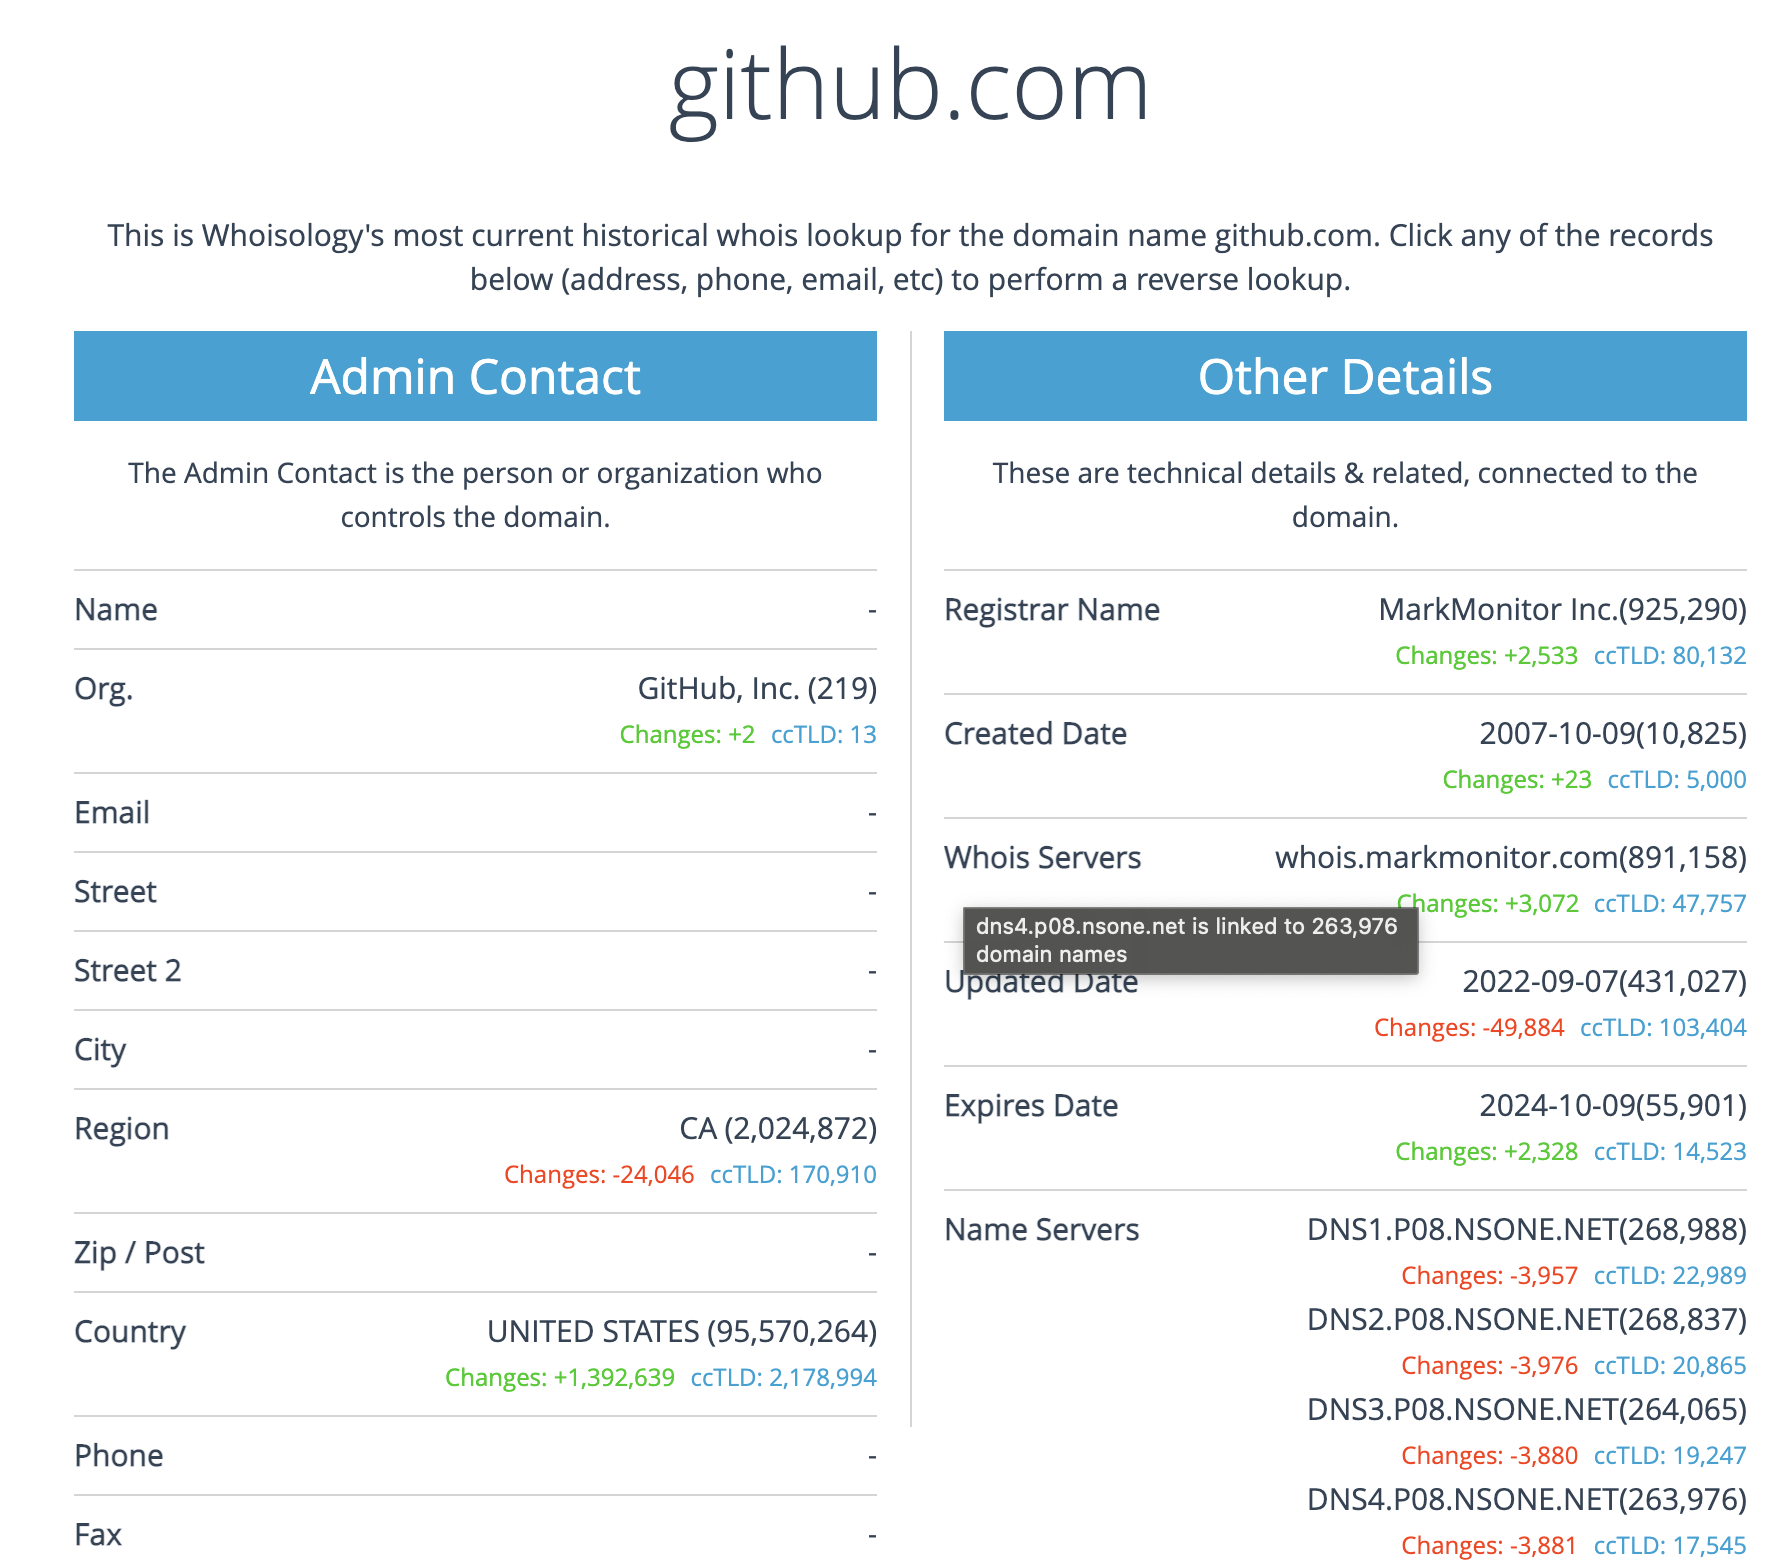 github.com
This is Whoisology's most current historical whois lookup for the domain name github.com. Click any of the records
below (address, phone, email, etc) to perform a reverse lookup.
Admin Contact
The Admin Contact is the person or organization who
controls the domain.
Name -
Org. GitHub, Inc. (219)
Changes: +2 ccTLD: 13
Email -
Street -
Street 2 -
City -
Region CA (2,024,872)
Changes: -24,046 ccTLD: 170,910
Zip / Post -
Country UNITED STATES (95,570,264)
Changes: +1,392,639 ccTLD: 2,178,994
Phone -
Fax -
Other Details
These are technical details & related, connected to the
domain.
Registrar Name MarkMonitor Inc.(925,290)
Changes: +2,533 ccTLD: 80,132
Created Date 2007-10-09(10,825)
Changes: +23 ccTLD: 5,000
Whois Servers whois.markmonitor.com(891,158)
Changes: +3,072 ccTLD: 47,757
dns4.p08.nsone.net is linked to 263,976
domain names
Updated Date 2022-09-07(431,027)
Changes: -49,884 ccTLD: 103,404
Expires Date 2024-10-09(55,901)
Changes: +2,328 ccTLD: 14,523
Name Servers DNS1.P08.NSONE.NET(268,988)
Changes: -3,957 ccTLD: 22,989
DNS2.P08.NSONE.NET(268,837)
Changes: -3,976 ccTLD: 20,865
DNS3.P08.NSONE.NET(264,065)
Changes: -3,880 ccTLD: 19,247
DNS4.P08.NSONE.NET(263,976)
Changes: -3,881 ccTLD: 17,545